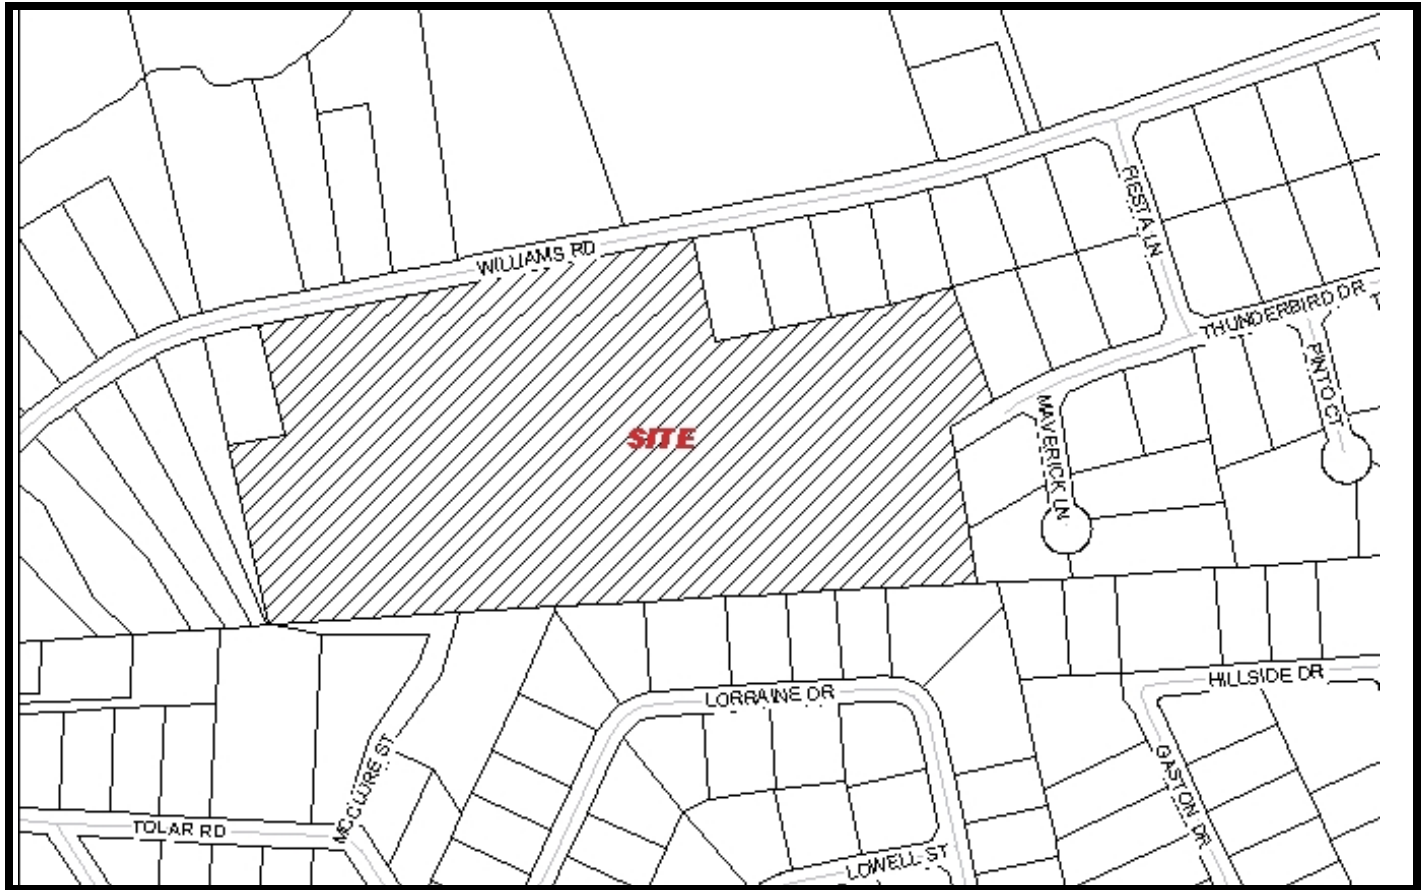 WILLIAMS RD
FIESTA LN
THUNDERBIRD DR
PINTO CT
MAVERICK LN
SITE
LORRAINE DR
HILLSIDE DR
MCCLURE ST
GASTON DR
TOLAR RD
LOWELL ST